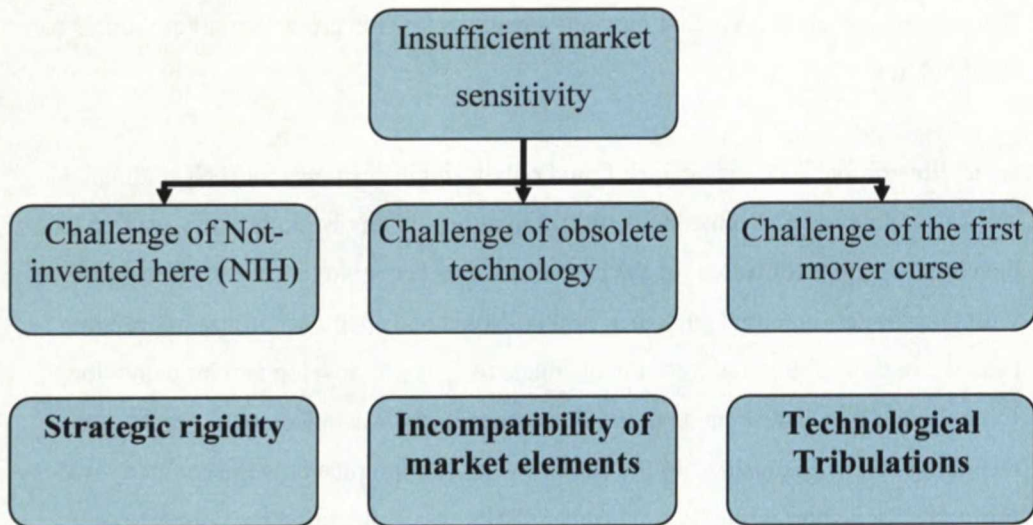 Insufficient market
sensitivity
Challenge of Not-
invented here (NIH)
Challenge of obsolete
technology
Challenge of the first
mover curse
Strategic rigidity
Incompatibility of
market elements
Technological
Tribulations